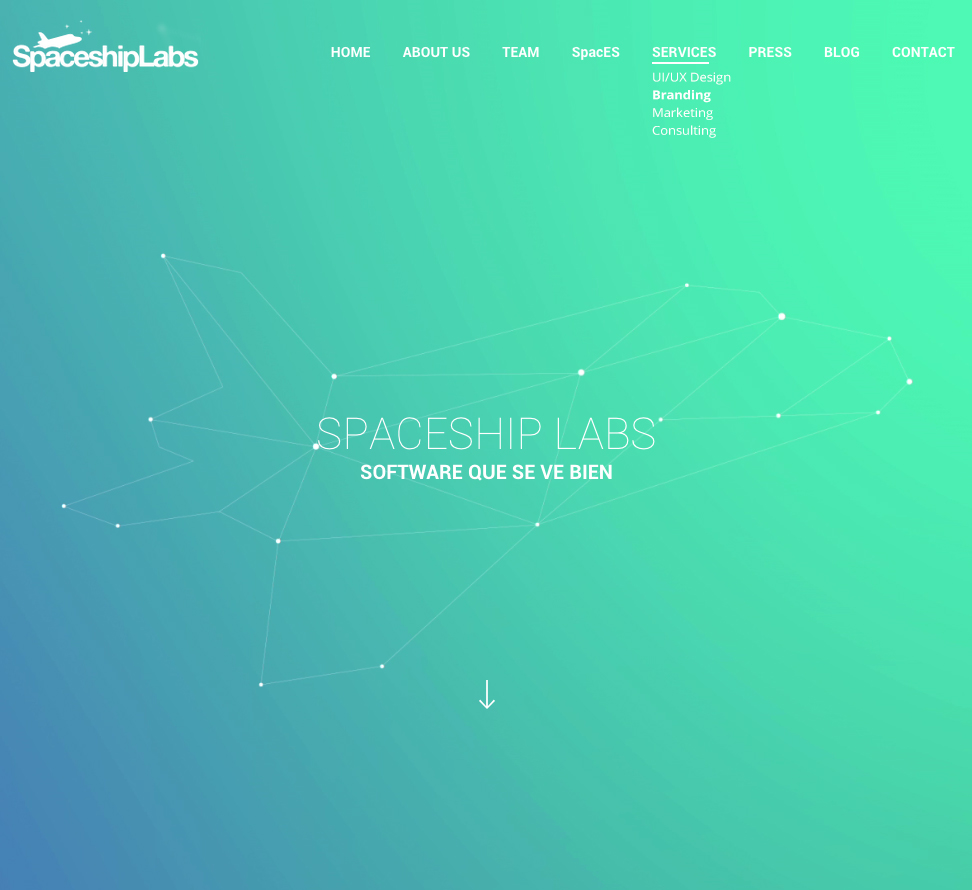 SpaceshipLabs
HOME ABOUT US TEAM SpacES SERVICES PRESS BLOG CONTACT
UI/UX Design
Branding
Marketing
Consulting
SPACESHIP LABS
SOFTWARE QUE SE VE BIEN